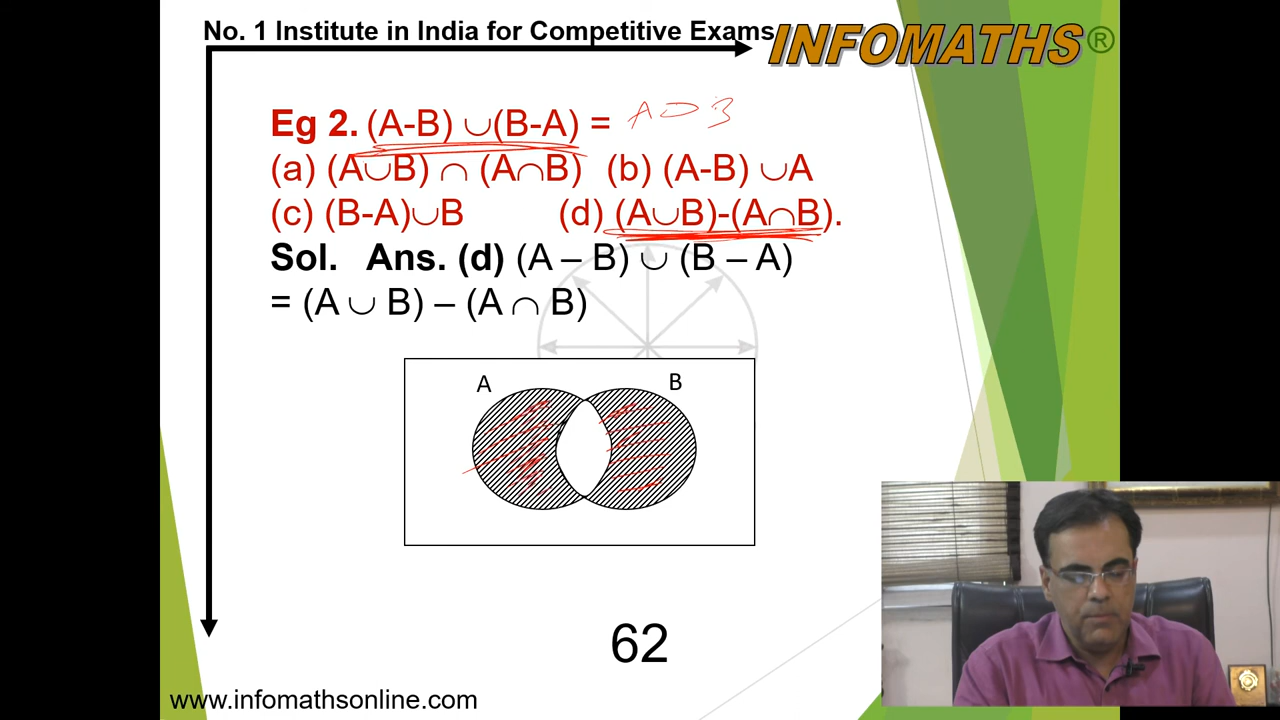 No. 1 Institute in India for Competitive Exams
INFOMATHS®
Eg 2. (A-B) ∪(B-A) = A Δ B
(a) (A∪B) ∩ (A∩B) (b) (A-B) ∪A
(c) (B-A)∪B (d) (A∪B)-(A∩B).
Sol. Ans. (d) (A – B) ∪ (B – A)
= (A ∪ B) – (A ∩ B)
A B
62
www.infomathsonline.com